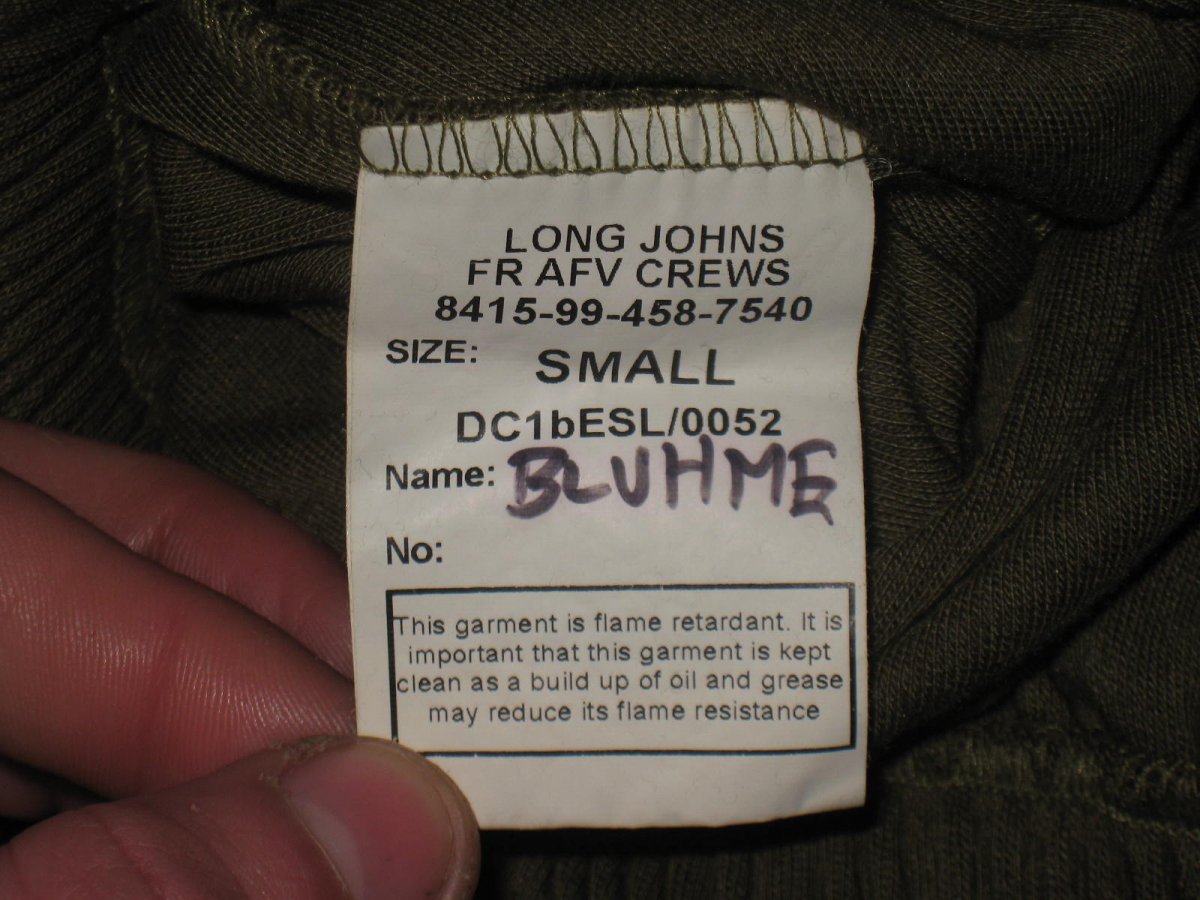 LONG JOHNS
FR AFV CREWS
8415-99-458-7540
SIZE: SMALL
DC1bESL/0052
Name: BLUHME
No:
This garment is flame retardant. It is
important that this garment is kept
clean as a build up of oil and grease
may reduce its flame resistance